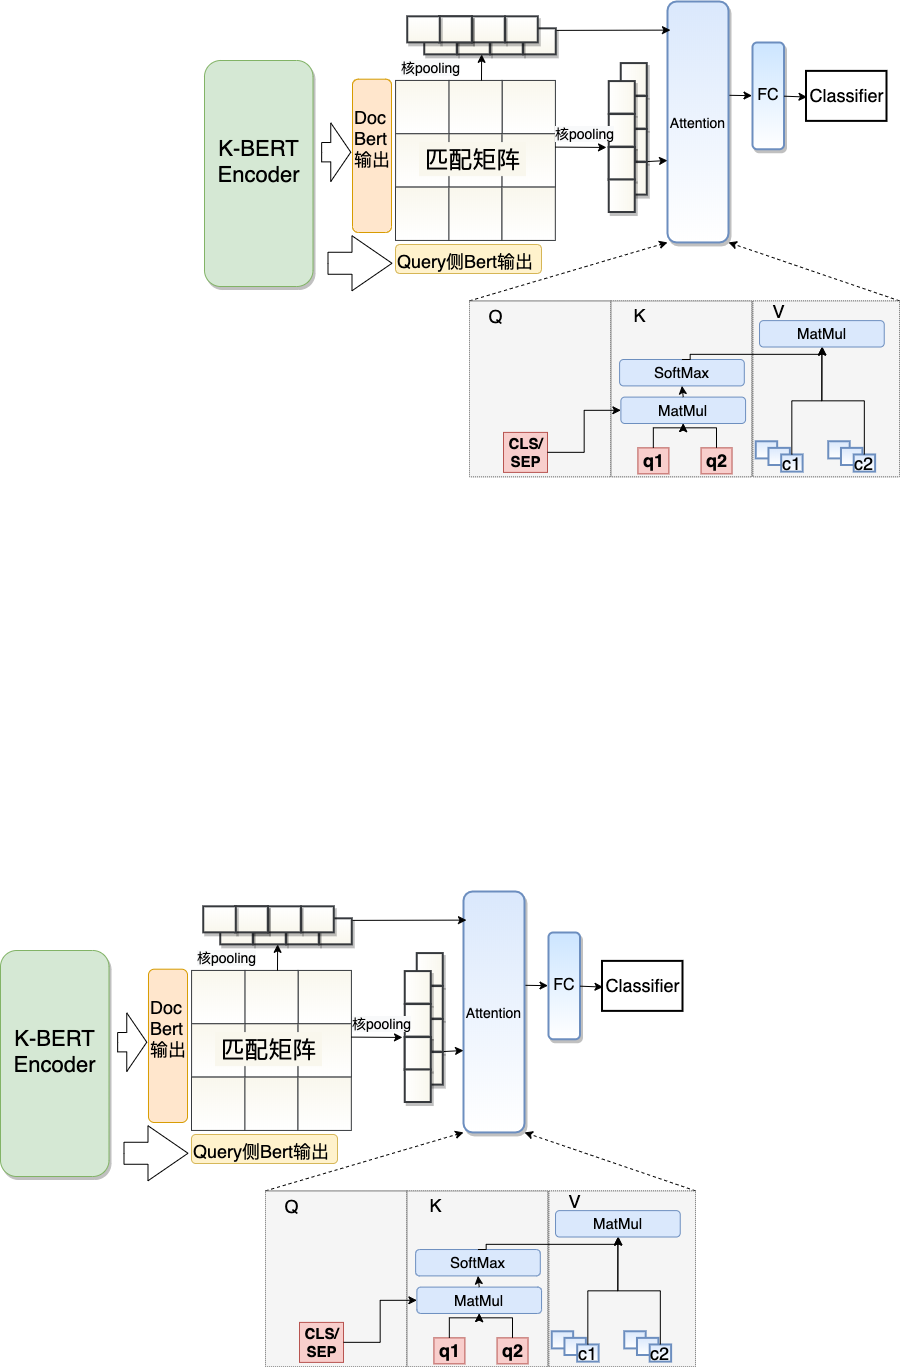 核pooling
K-BERT
Encoder
Doc
Bert
输出
匹配矩阵
核pooling
Attention
FC
Classifier
Query侧Bert输出
Q
K
V
MatMul
SoftMax
MatMul
CLS/
SEP
q1
q2
c1
c2
核pooling
K-BERT
Encoder
Doc
Bert
输出
匹配矩阵
核pooling
Attention
FC
Classifier
Query侧Bert输出
Q
K
V
MatMul
SoftMax
MatMul
CLS/
SEP
q1
q2
c1
c2